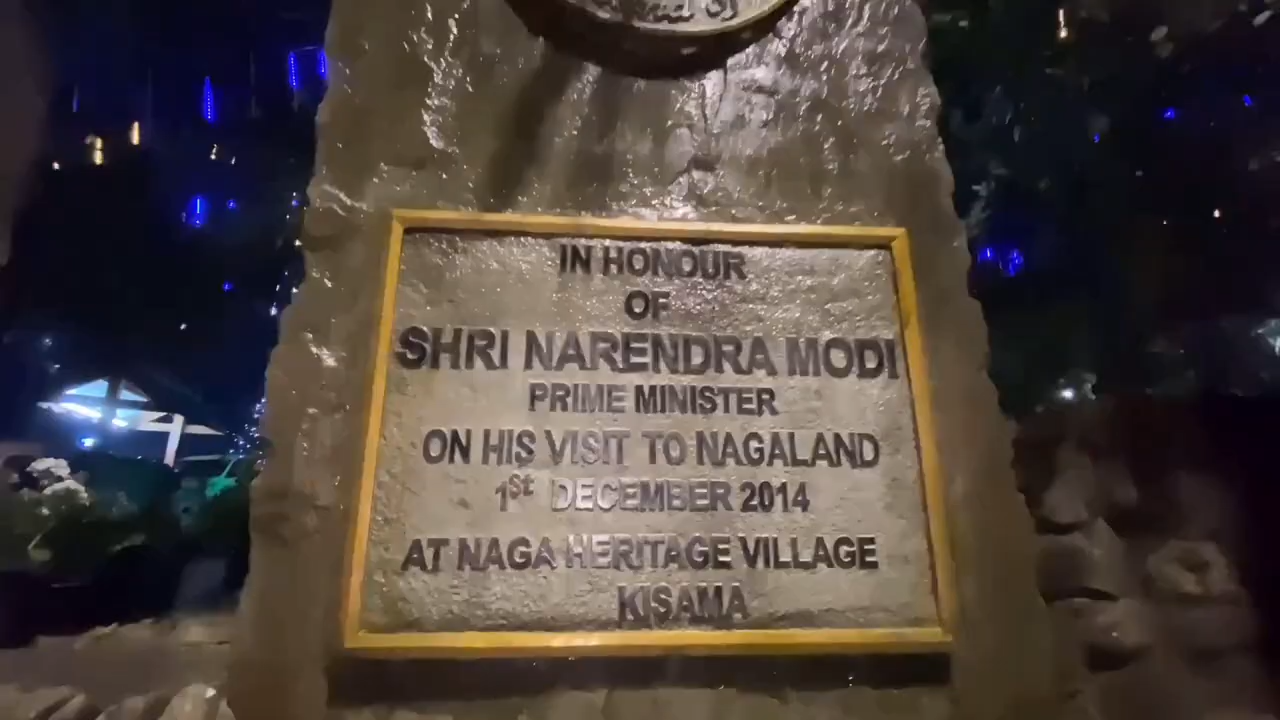 IN HONOUR
OF
SHRI NARENDRA MODI
PRIME MINISTER
ON HIS VISIT TO NAGALAND
1St DECEMBER 2014
AT NAGA HERITAGE VILLAGE
KISAMA